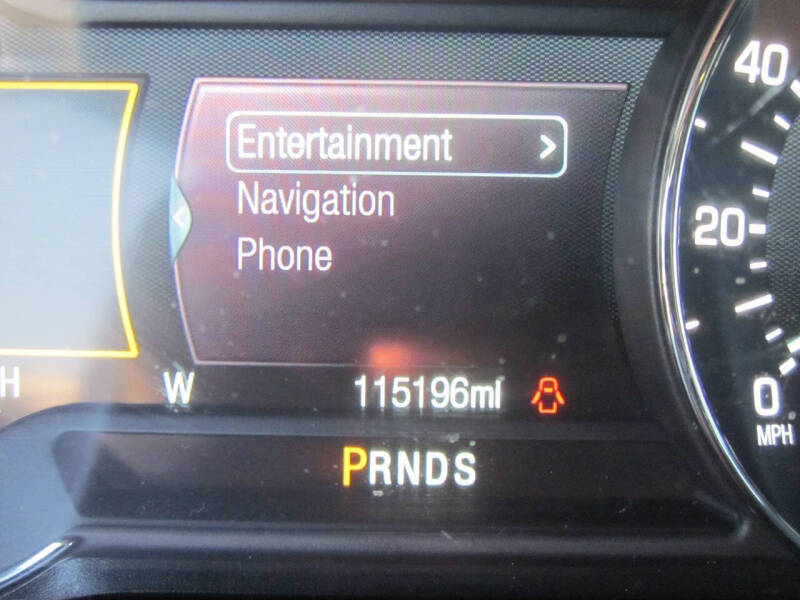 Entertainment >
Navigation
<
Phone
H
W
115196mi
PRNDS
40
20
0
MPH